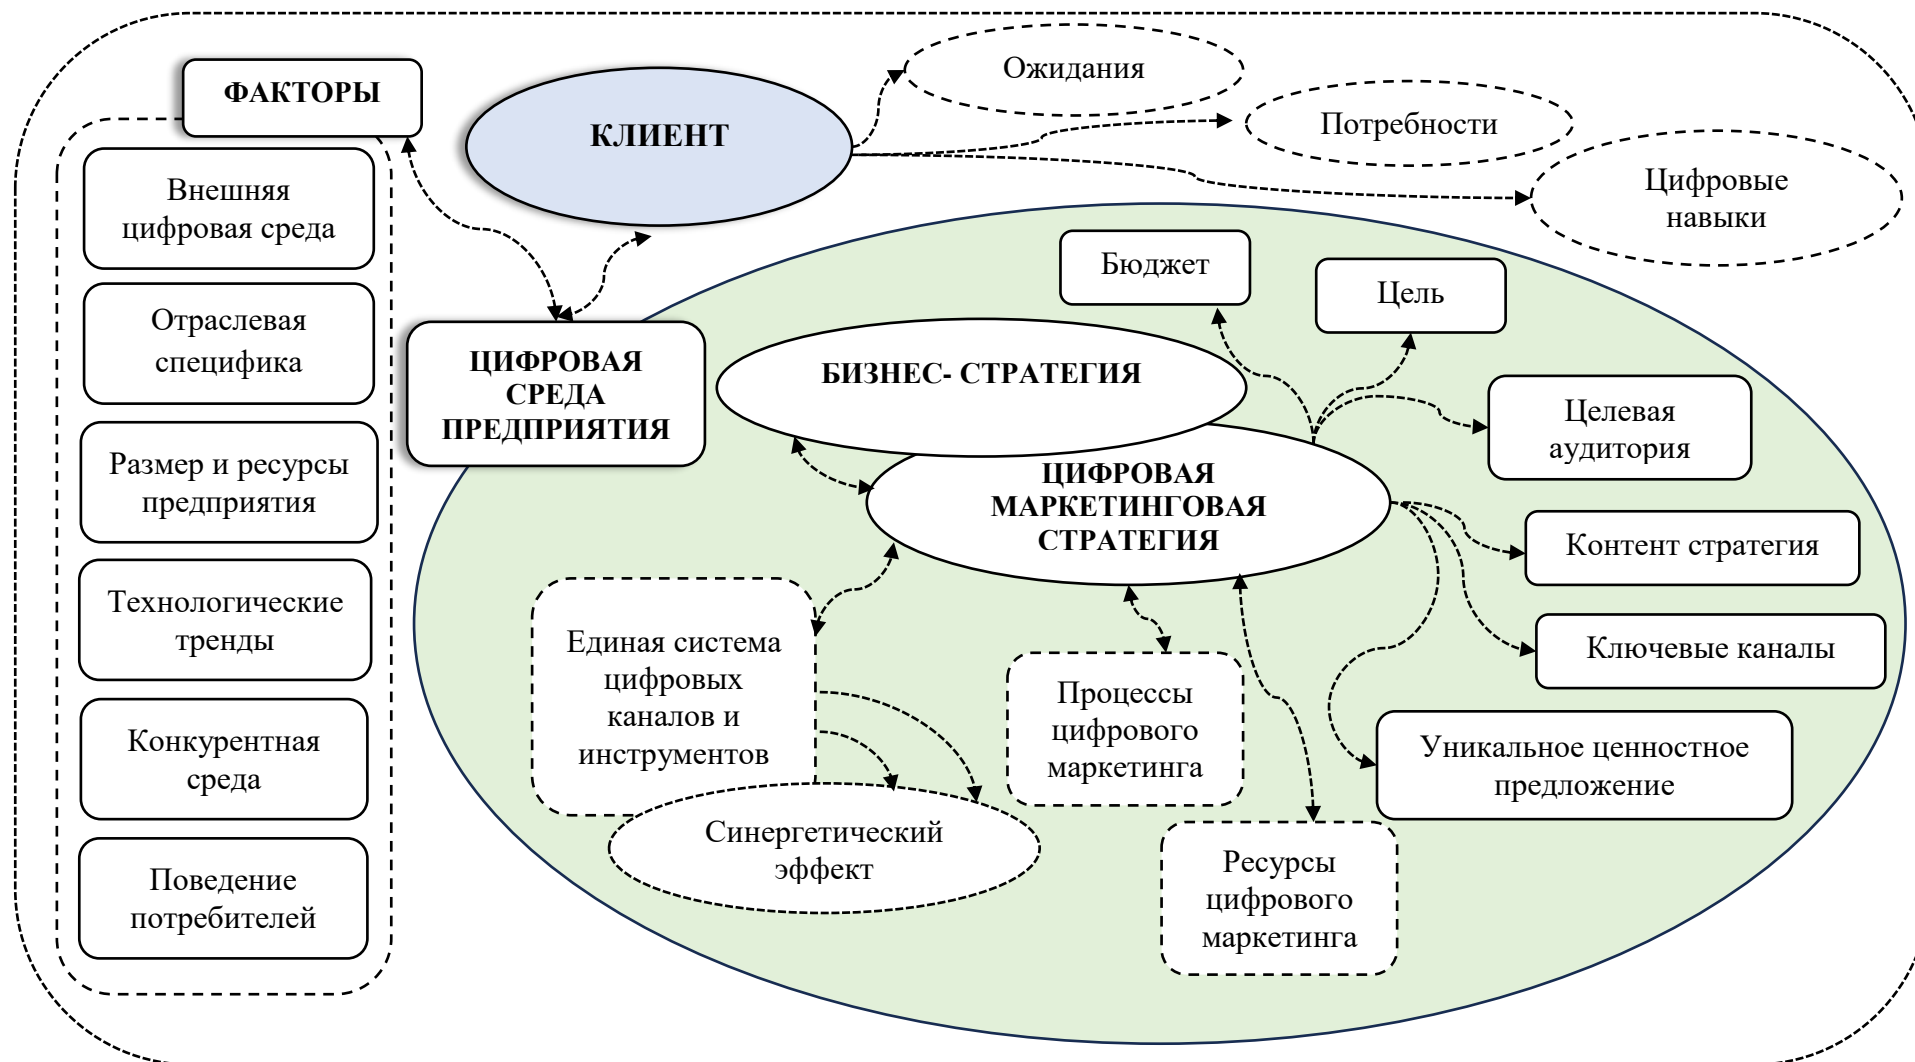 ФАКТОРЫ
Внешняя
цифровая среда
Отраслевая
специфика
Размер и ресурсы
предприятия
Технологические
тренды
Конкурентная
среда
Поведение
потребителей
КЛИЕНТ
Ожидания
Потребности
Цифровые
навыки
ЦИФРОВАЯ
СРЕДА
ПРЕДПРИЯТИЯ
БИЗНЕС- СТРАТЕГИЯ
ЦИФРОВАЯ
МАРКЕТИНГОВАЯ
СТРАТЕГИЯ
Бюджет
Цель
Целевая
аудитория
Контент стратегия
Ключевые каналы
Уникальное ценностное
предложение
Единая система
цифровых
каналов и
инструментов
Синергетический
эффект
Процессы
цифрового
маркетинга
Ресурсы
цифрового
маркетинга